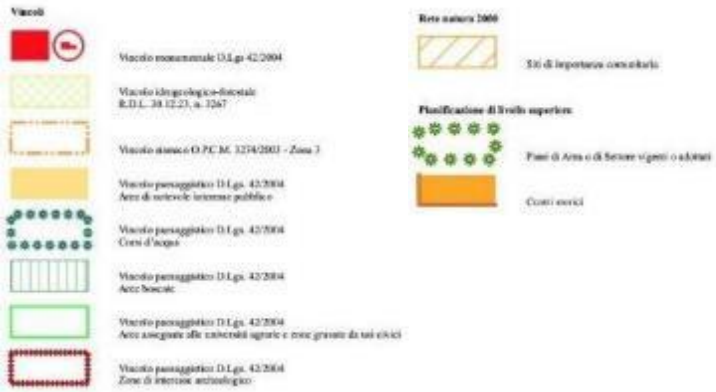 Vincoli
Vincolo monumentale D.Lgs 42/2004
Vincolo idrogeologico-forestale
R.D.L. 30.12.23, n. 3267
Vincolo sismico O.P.C.M. 3274/2003 - Zona 3
Vincolo paesaggistico D.Lgs. 42/2004
Aree di notevole interesse pubblico
Vincolo paesaggistico D.Lgs. 42/2004
Corsi d'acqua
Vincolo paesaggistico D.Lgs. 42/2004
Aree boscate
Vincolo paesaggistico D.Lgs. 42/2004
Aree assegnate alle università agrarie e zone gravate da usi civici
Vincolo paesaggistico D.Lgs. 42/2004
Zone di interesse archeologico
Rete natura 2000
Siti di importanza comunitaria
Pianificazione di livello superiore
Piani di Area o di Settore vigenti o adottati
Centri storici